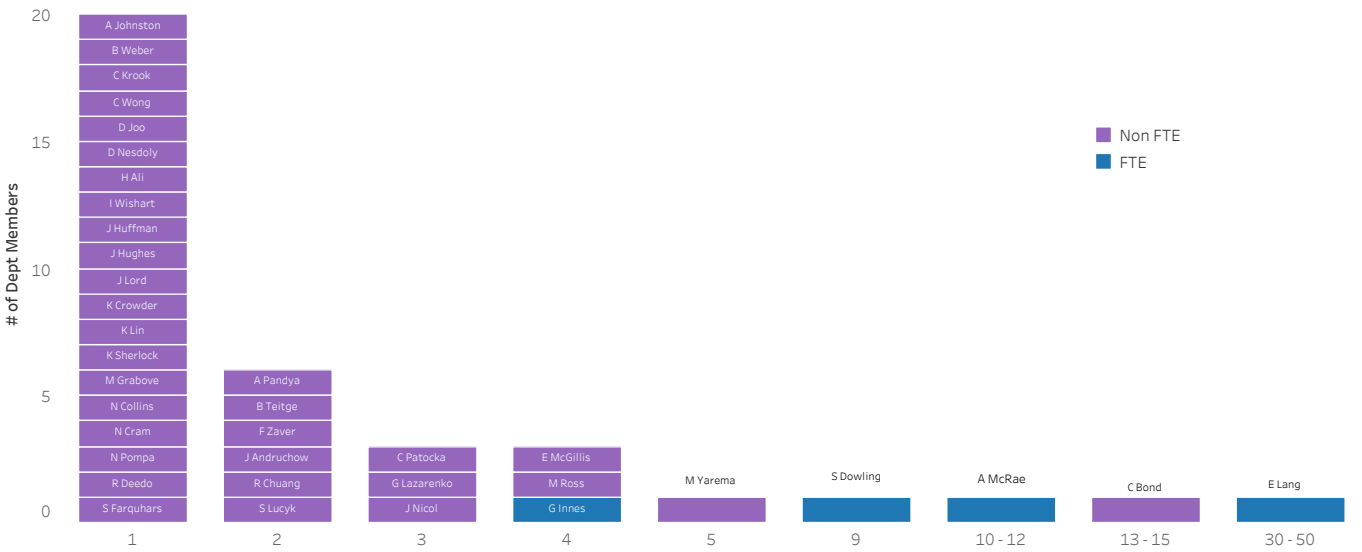 20
15
10
5
0
# of Dept Members
A Johnston
B Weber
C Krook
C Wong
D Joo
D Nesdoly
H Ali
I Wishart
J Huffman
J Hughes
J Lord
K Crowder
K Lin
K Sherlock
M Grabove
N Collins
N Cram
N Pompa
R Deedo
S Farquhars
A Pandya
B Teitge
F Zaver
J Andruchow
R Chuang
S Lucyk
C Patocka
G Lazarenko
J Nicol
E McGillis
M Ross
G Innes
M Yarema
S Dowling
A McRae
C Bond
E Lang
Non FTE
FTE
1 2 3 4 5 9 10 - 12 13 - 15 30 - 50